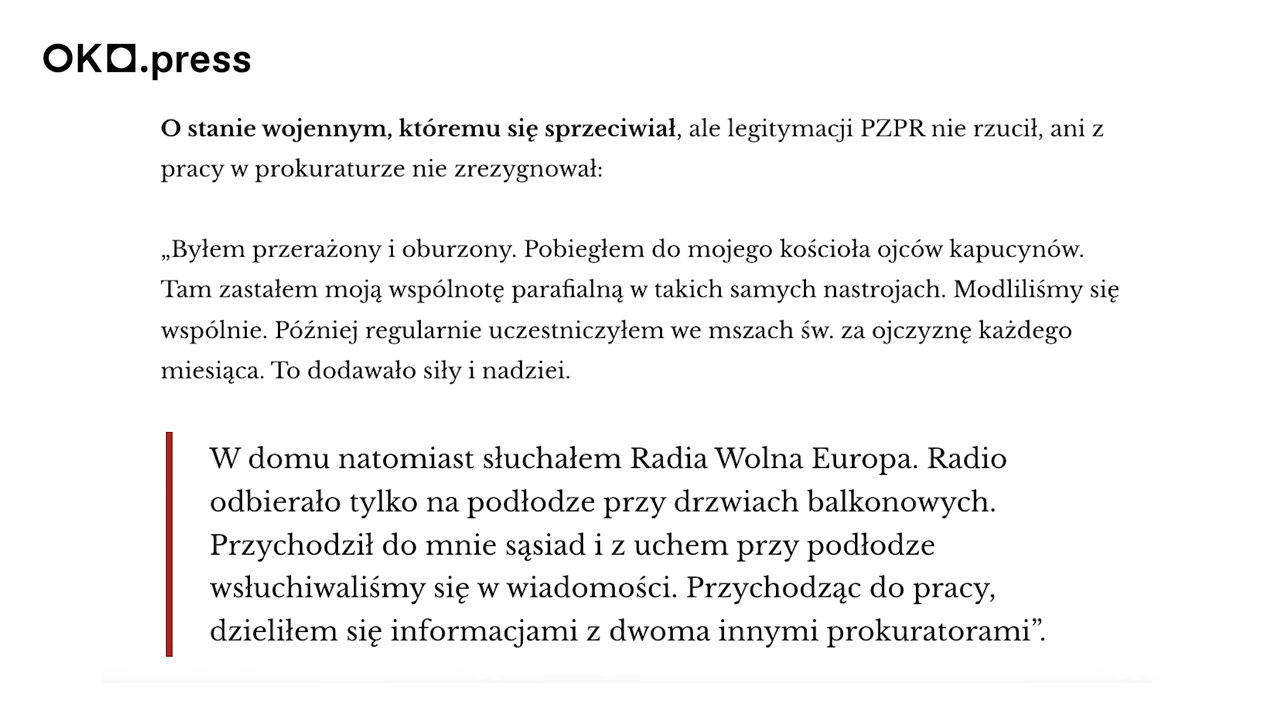 OKO.press
O stanie wojennym, któremu się sprzeciwiał, ale legitymacji PZPR nie rzucił, ani z
pracy w prokuraturze nie zrezygnował:
„Byłem przerażony i oburzony. Pobiegłem do mojego kościoła ojców kapucynów.
Tam zastałem moją wspólnotę parafialną w takich samych nastrojach. Modliliśmy się
wspólnie. Później regularnie uczestniczyłem we mszach św. za ojczyznę każdego
miesiąca. To dodawało siły i nadziei.
W domu natomiast słuchałem Radia Wolna Europa. Radio
odbierało tylko na podłodze przy drzwiach balkonowych.
Przychodził do mnie sąsiad i z uchem przy podłodze
wsłuchiwaliśmy się w wiadomości. Przychodząc do pracy,
dzieliłem się informacjami z dwoma innymi prokuratorami”.